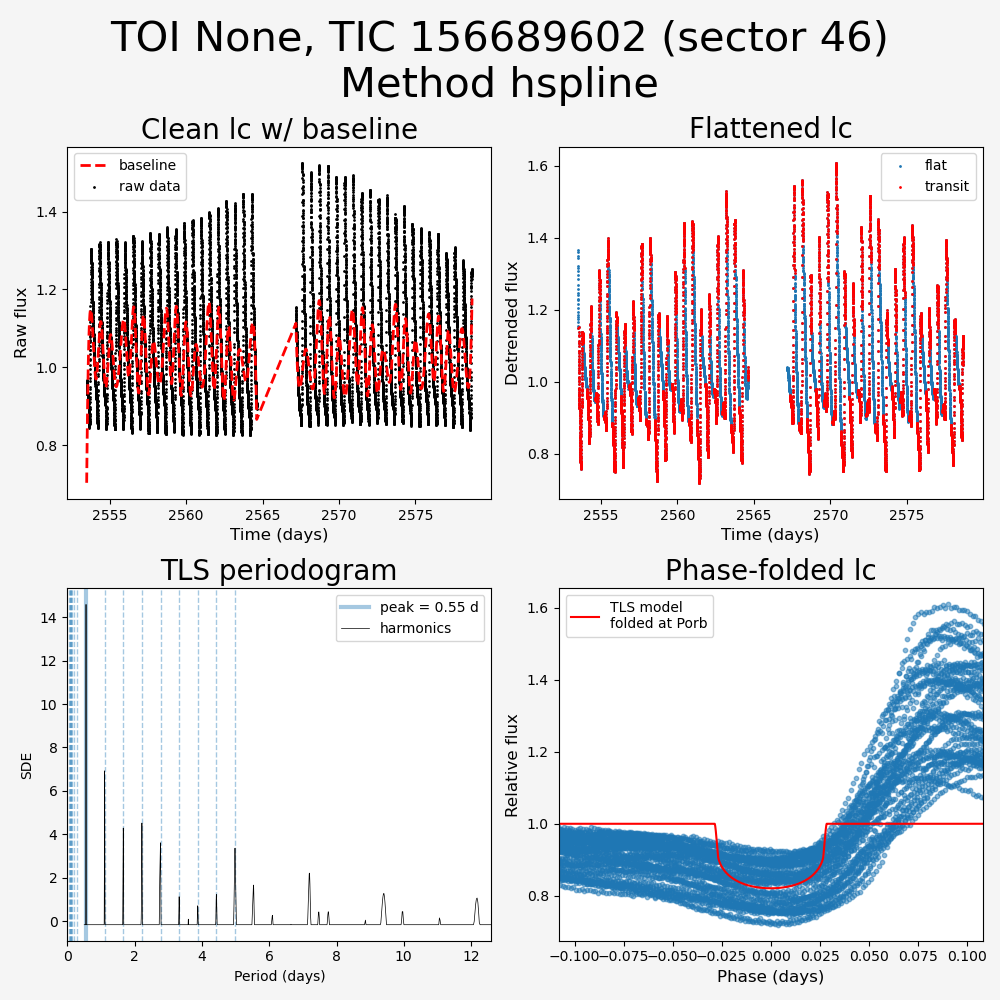 TOI None, TIC 156689602 (sector 46)
Method hspline
Clean lc w/ baseline
Flattened lc
baseline
raw data
flat
transit
Raw flux
1.4
1.2
1.0
0.8
2555 2560 2565 2570 2575
Time (days)
Detrended flux
1.6
1.4
1.2
1.0
0.8
2555 2560 2565 2570 2575
Time (days)
TLS periodogram
Phase-folded lc
peak = 0.55 d
harmonics
TLS model
folded at Porb
SDE
14
12
10
8
6
4
2
0
0 2 4 6 8 10 12
Period (days)
Relative flux
1.6
1.4
1.2
1.0
0.8
−0.100 −0.075 −0.050 −0.025 0.000 0.025 0.050 0.075 0.100
Phase (days)